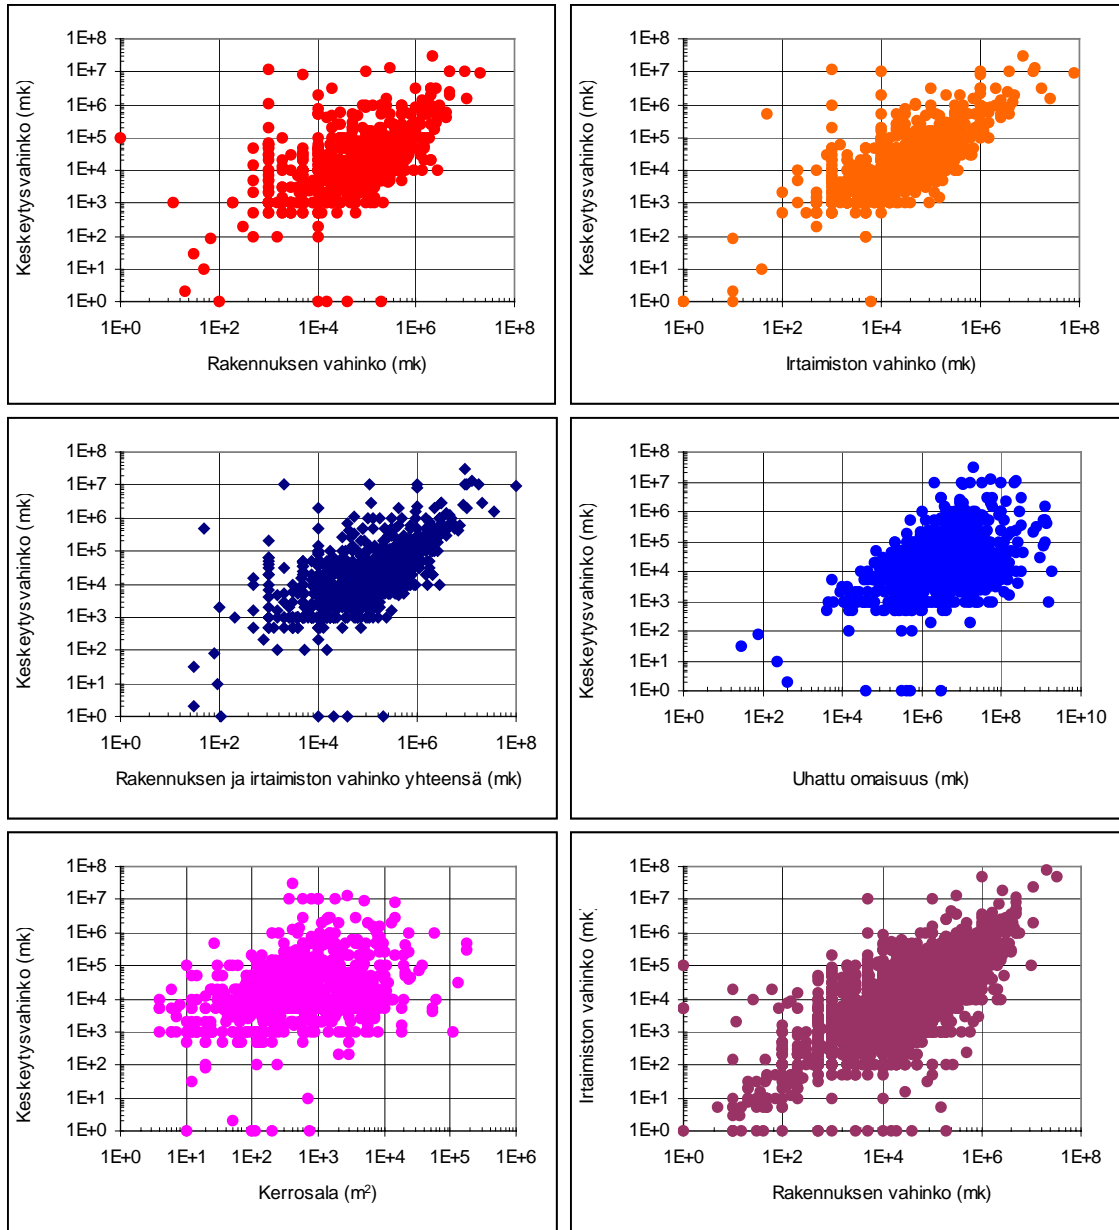 1E+8
1E+7
1E+6
1E+5
1E+4
1E+3
1E+2
1E+1
1E+0
Keskeytysvahinko (mk)
1E+0 1E+2 1E+4 1E+6 1E+8
Rakennuksen vahinko (mk)
1E+8
1E+7
1E+6
1E+5
1E+4
1E+3
1E+2
1E+1
1E+0
Keskeytysvahinko (mk)
1E+0 1E+2 1E+4 1E+6 1E+8
Irtaimiston vahinko (mk)
1E+8
1E+7
1E+6
1E+5
1E+4
1E+3
1E+2
1E+1
1E+0
Keskeytysvahinko (mk)
1E+0 1E+2 1E+4 1E+6 1E+8
Rakennuksen ja irtaimiston vahinko yhteensä (mk)
1E+8
1E+7
1E+6
1E+5
1E+4
1E+3
1E+2
1E+1
1E+0
Keskeytysvahinko (mk)
1E+0 1E+2 1E+4 1E+6 1E+8 1E+10
Uhattu omaisuus (mk)
1E+8
1E+7
1E+6
1E+5
1E+4
1E+3
1E+2
1E+1
1E+0
Keskeytysvahinko (mk)
1E+0 1E+1 1E+2 1E+3 1E+4 1E+5 1E+6
Kerrosala (m²)
1E+8
1E+7
1E+6
1E+5
1E+4
1E+3
1E+2
1E+1
1E+0
Irtaimiston vahinko (mk)
1E+0 1E+2 1E+4 1E+6 1E+8
Rakennuksen vahinko (mk)